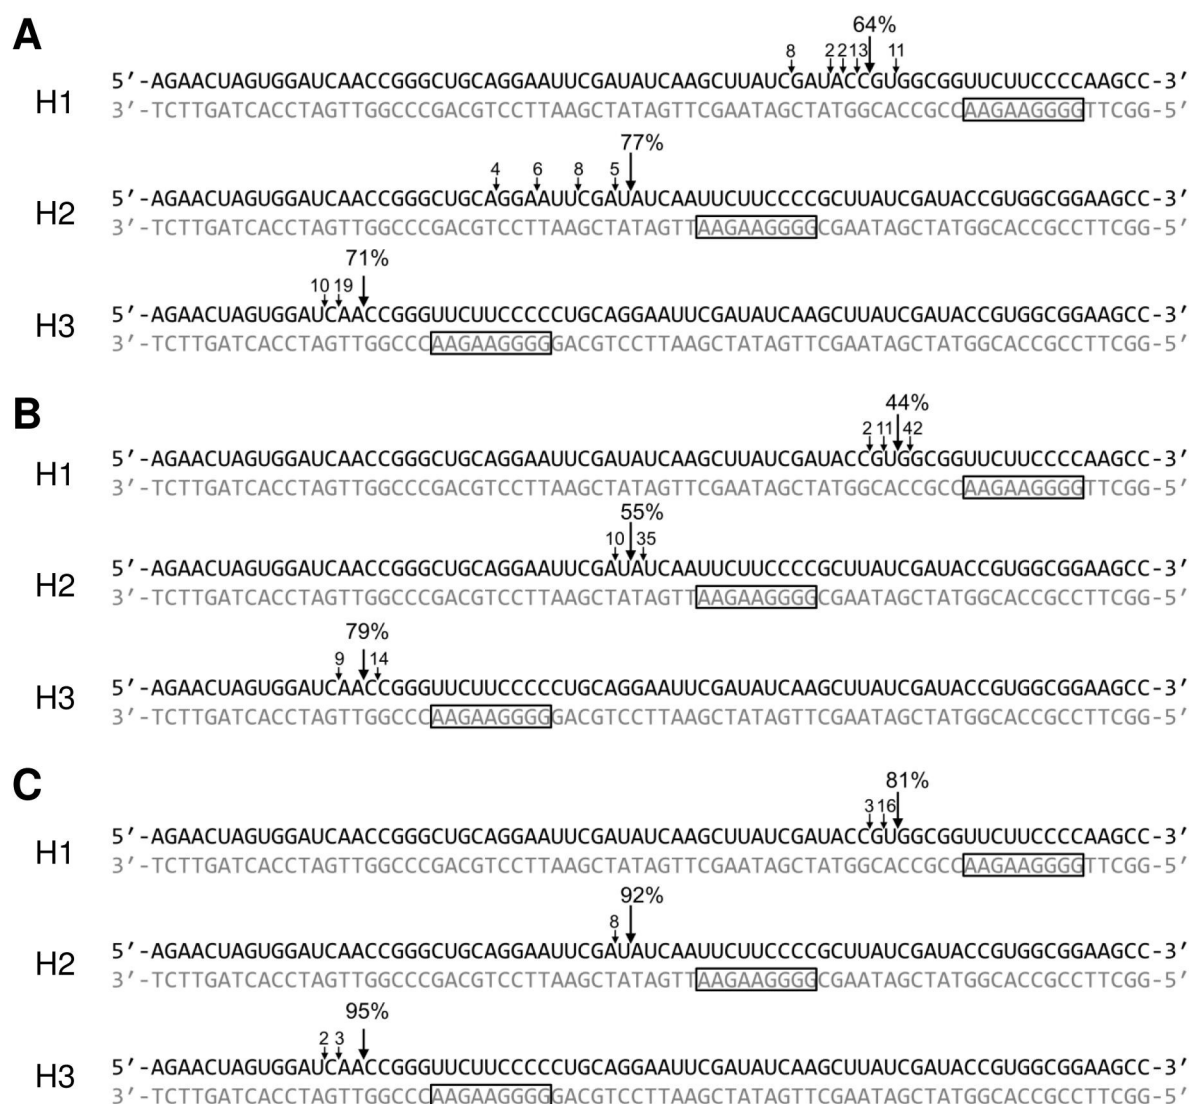 A
64%
8 2 2 13 11
H1
5′-AGAACUAGUGGAUCAACCGGGCUGCAGGAAUUCGAUAUCAAGCUUAUCGAUACCGUGGCGGUUCUUCCCCAAGCC-3′
3′-TCTTGATCACCTAGTTGGCCCGACGTCCTTAAGCTATAGTTCGAATAGCTATGGCACCGCCAAGAAGGGGTTCGG-5′
77%
4 6 8 5
H2
5′-AGAACUAGUGGAUCAACCGGGCUGCAGGAAUUCGAUAUCAAUUCUUCCCCGCUUAUCGAUACCGUGGCGGAAGCC-3′
3′-TCTTGATCACCTAGTTGGCCCGACGTCCTTAAGCTATAGTTAAGAAGGGGCGAATAGCTATGGCACCGCCTTCGG-5′
71%
10 19
H3
5′-AGAACUAGUGGAUCAACCGGGUUCUUCCCCCUGCAGGAAUUCGAUAUCAAGCUUAUCGAUACCGUGGCGGAAGCC-3′
3′-TCTTGATCACCTAGTTGGCCCAAGAAGGGGGACGTCCTTAAGCTATAGTTCGAATAGCTATGGCACCGCCTTCGG-5′
B
44%
2 11 42
H1
5′-AGAACUAGUGGAUCAACCGGGCUGCAGGAAUUCGAUAUCAAGCUUAUCGAUACCGUGGCGGUUCUUCCCCAAGCC-3′
3′-TCTTGATCACCTAGTTGGCCCGACGTCCTTAAGCTATAGTTCGAATAGCTATGGCACCGCCAAGAAGGGGTTCGG-5′
55%
10 35
H2
5′-AGAACUAGUGGAUCAACCGGGCUGCAGGAAUUCGAUAUCAAUUCUUCCCCGCUUAUCGAUACCGUGGCGGAAGCC-3′
3′-TCTTGATCACCTAGTTGGCCCGACGTCCTTAAGCTATAGTTAAGAAGGGGCGAATAGCTATGGCACCGCCTTCGG-5′
79%
9 14
H3
5′-AGAACUAGUGGAUCAACCGGGUUCUUCCCCCUGCAGGAAUUCGAUAUCAAGCUUAUCGAUACCGUGGCGGAAGCC-3′
3′-TCTTGATCACCTAGTTGGCCCAAGAAGGGGGACGTCCTTAAGCTATAGTTCGAATAGCTATGGCACCGCCTTCGG-5′
C
81%
3 16
H1
5′-AGAACUAGUGGAUCAACCGGGCUGCAGGAAUUCGAUAUCAAGCUUAUCGAUACCGUGGCGGUUCUUCCCCAAGCC-3′
3′-TCTTGATCACCTAGTTGGCCCGACGTCCTTAAGCTATAGTTCGAATAGCTATGGCACCGCCAAGAAGGGGTTCGG-5′
92%
8
H2
5′-AGAACUAGUGGAUCAACCGGGCUGCAGGAAUUCGAUAUCAAUUCUUCCCCGCUUAUCGAUACCGUGGCGGAAGCC-3′
3′-TCTTGATCACCTAGTTGGCCCGACGTCCTTAAGCTATAGTTAAGAAGGGGCGAATAGCTATGGCACCGCCTTCGG-5′
95%
2 3
H3
5′-AGAACUAGUGGAUCAACCGGGUUCUUCCCCCUGCAGGAAUUCGAUAUCAAGCUUAUCGAUACCGUGGCGGAAGCC-3′
3′-TCTTGATCACCTAGTTGGCCCAAGAAGGGGGACGTCCTTAAGCTATAGTTCGAATAGCTATGGCACCGCCTTCGG-5′